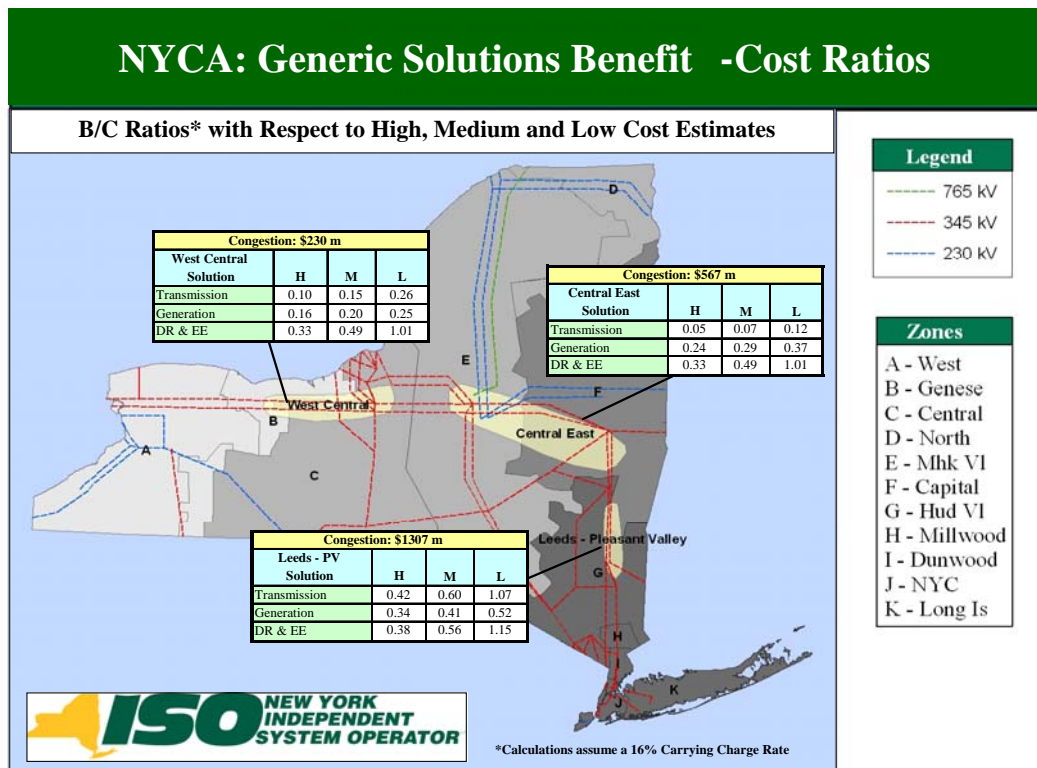 NYCA: Generic Solutions Benefit -Cost Ratios
B/C Ratios* with Respect to High, Medium and Low Cost Estimates
Congestion: $230 m
West Central
Solution H M L
Transmission 0.10 0.15 0.26
Generation 0.16 0.20 0.25
DR & EE 0.33 0.49 1.01
Congestion: $567 m
Central East
Solution H M L
Transmission 0.05 0.07 0.12
Generation 0.24 0.29 0.37
DR & EE 0.33 0.49 1.01
Congestion: $1307 m
Leeds - PV
Solution H M L
Transmission 0.42 0.60 1.07
Generation 0.34 0.41 0.52
DR & EE 0.38 0.56 1.15
D
E
F
West Central
B
Central East
A
C
Leeds - Pleasant Valley
G
H
I
K
J
ISO NEW YORK
INDEPENDENT
SYSTEM OPERATOR
*Calculations assume a 16% Carrying Charge Rate
Legend
765 kV
345 kV
230 kV
Zones
A - West
B - Genese
C - Central
D - North
E - Mhk Vl
F - Capital
G - Hud Vl
H - Millwood
I - Dunwood
J - NYC
K - Long Is